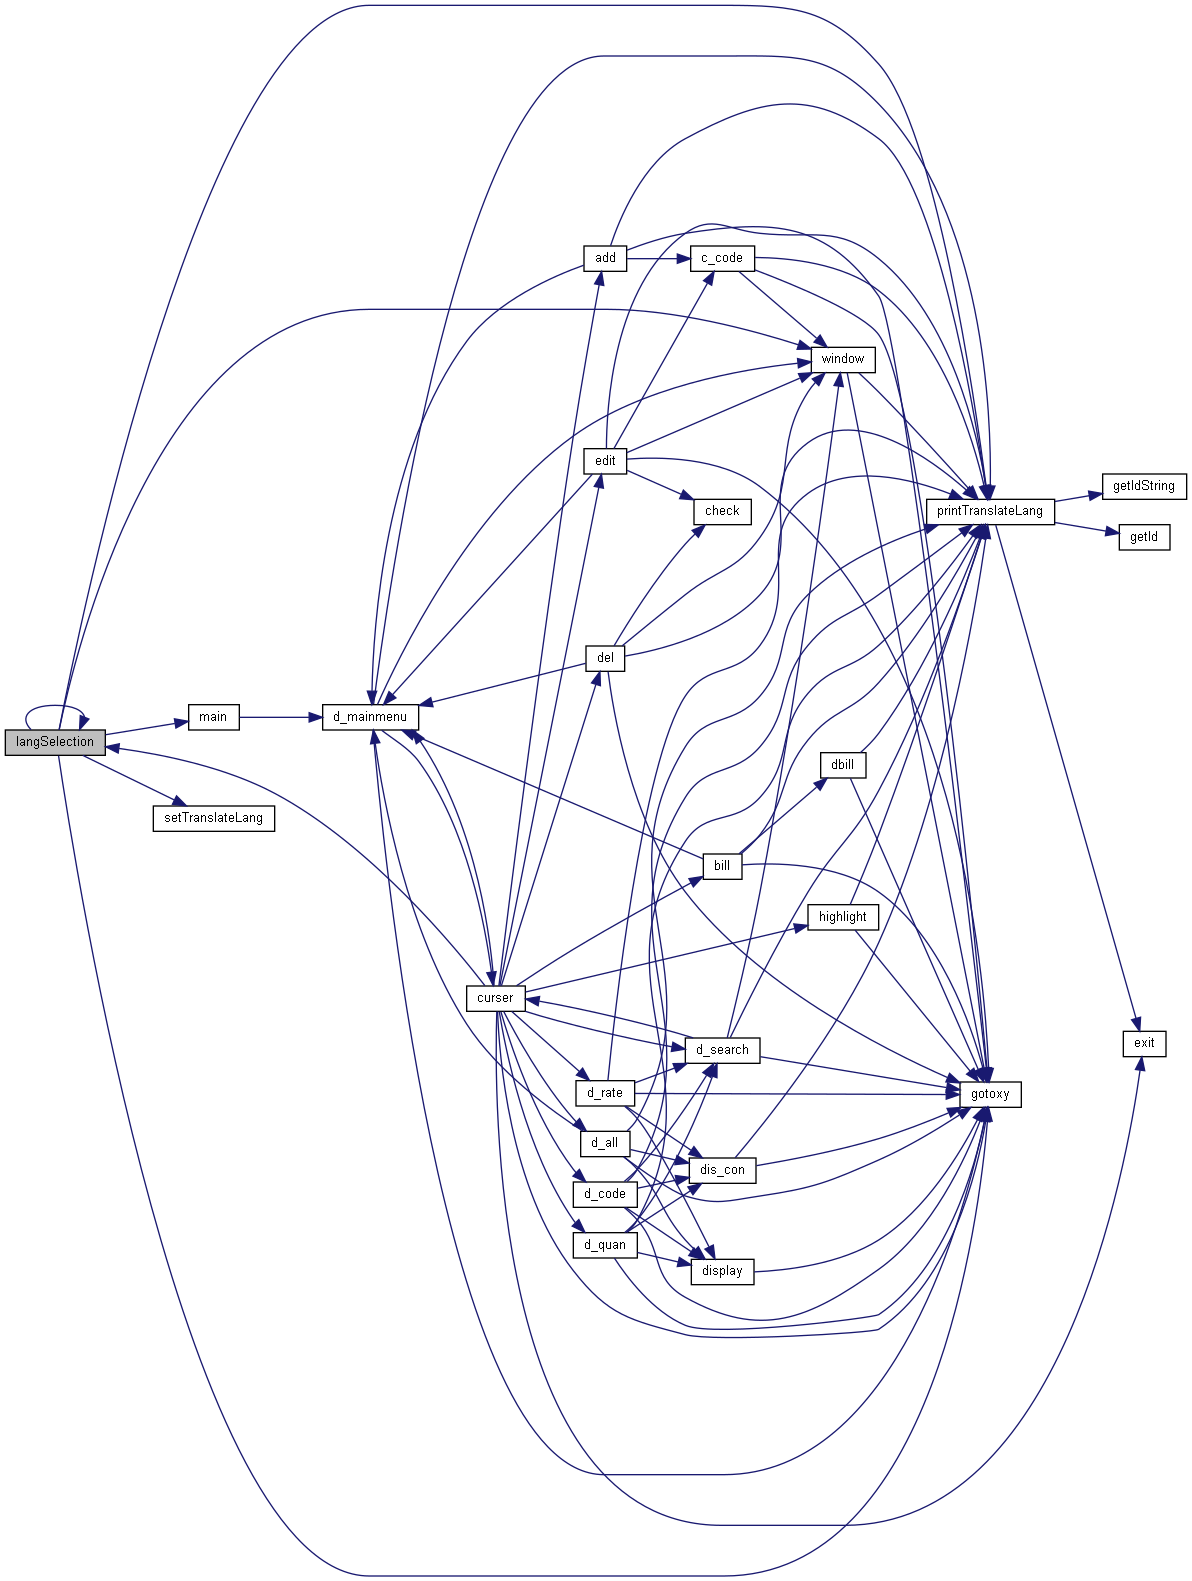 add
c_code
window
edit
getIdString
check
printTranslateLang
getId
del
main
d_mainmenu
langSelection
dbill
setTranslateLang
bill
highlight
curser
exit
d_search
d_rate
gotoxy
d_all
dis_con
d_code
d_quan
display